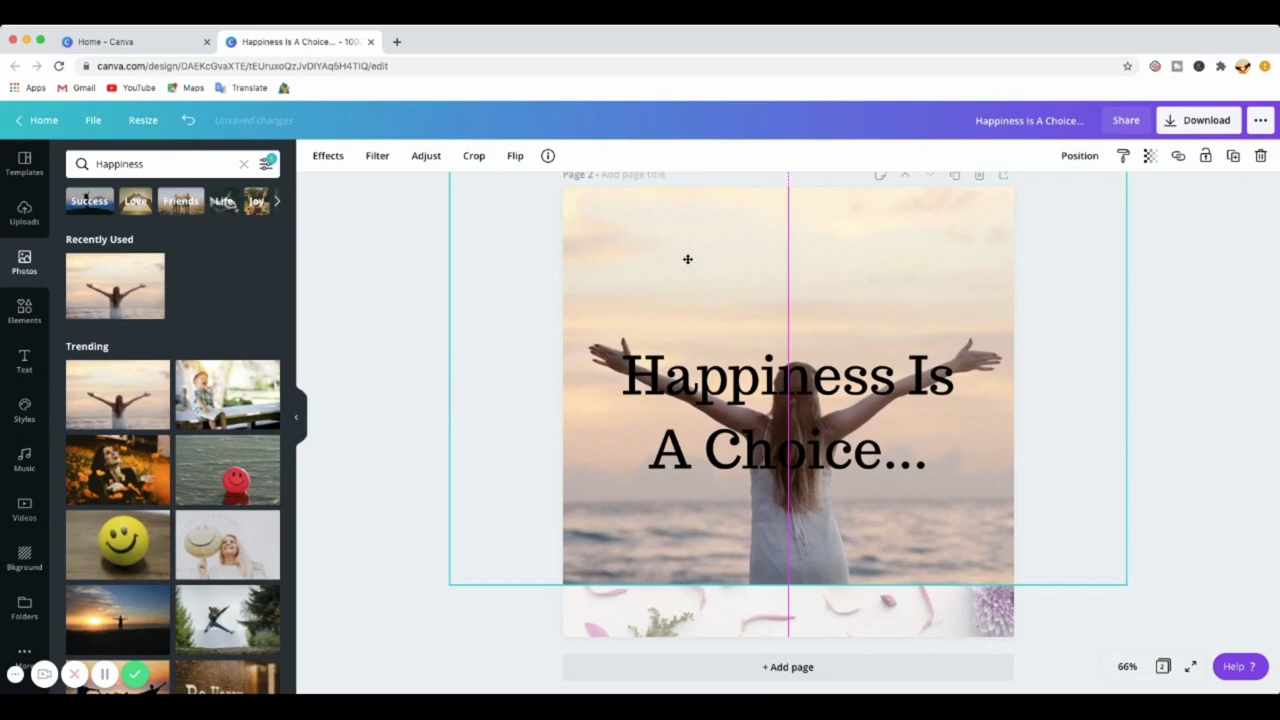 Home - Canva
Happiness Is A Choice... - 100
canva.com/design/DAEKcGvaXTE/tEUruxoQzJvDIYAq5H4TIQ/edit
Apps
Gmail
YouTube
Maps
Translate
Home
File
Resize
Unsaved changes
Happiness Is A Choice...
Share
Download
Templates
Uploads
Photos
Elements
Text
Styles
Music
Videos
Bkground
Folders
More
Happiness
Success
Love
Friends
Life
Joy
Recently Used
Trending
Effects
Filter
Adjust
Crop
Flip
Position
Page 2 - Add page title
Happiness Is
A Choice...
+ Add page
66%
2
Help ?